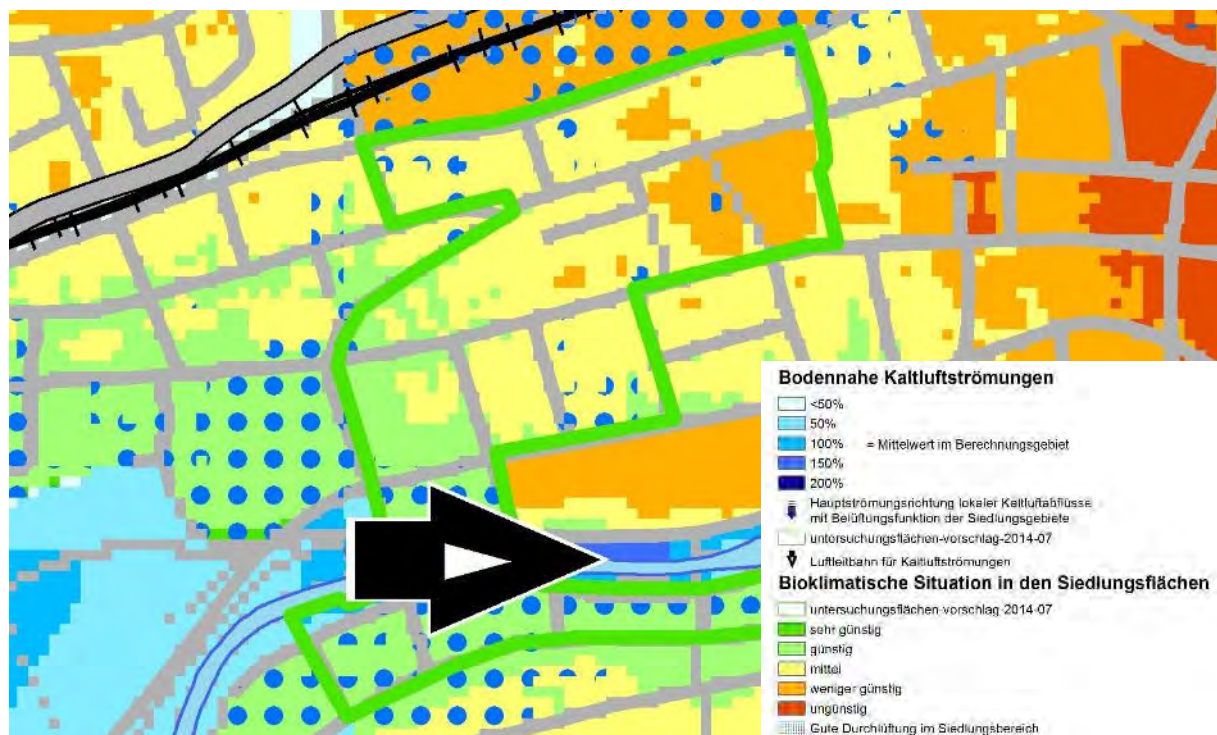 Bodennahe Kaltluftströmungen
<50%
50%
100% = Mittelwert im Berechnungsgebiet
150%
200%
Hauptströmungsrichtung lokaler Kaltluftabflüsse
mit Belüftungsfunktion der Siedlungsgebiete
untersuchungsflächen-vorschlag-2014-07
Luftleitbahn für Kaltluftströmungen
Bioklimatische Situation in den Siedlungsflächen
untersuchungsflächen-vorschlag-2014-07
sehr günstig
günstig
mittel
weniger günstig
ungünstig
Gute Durchlüftung im Siedlungsbereich